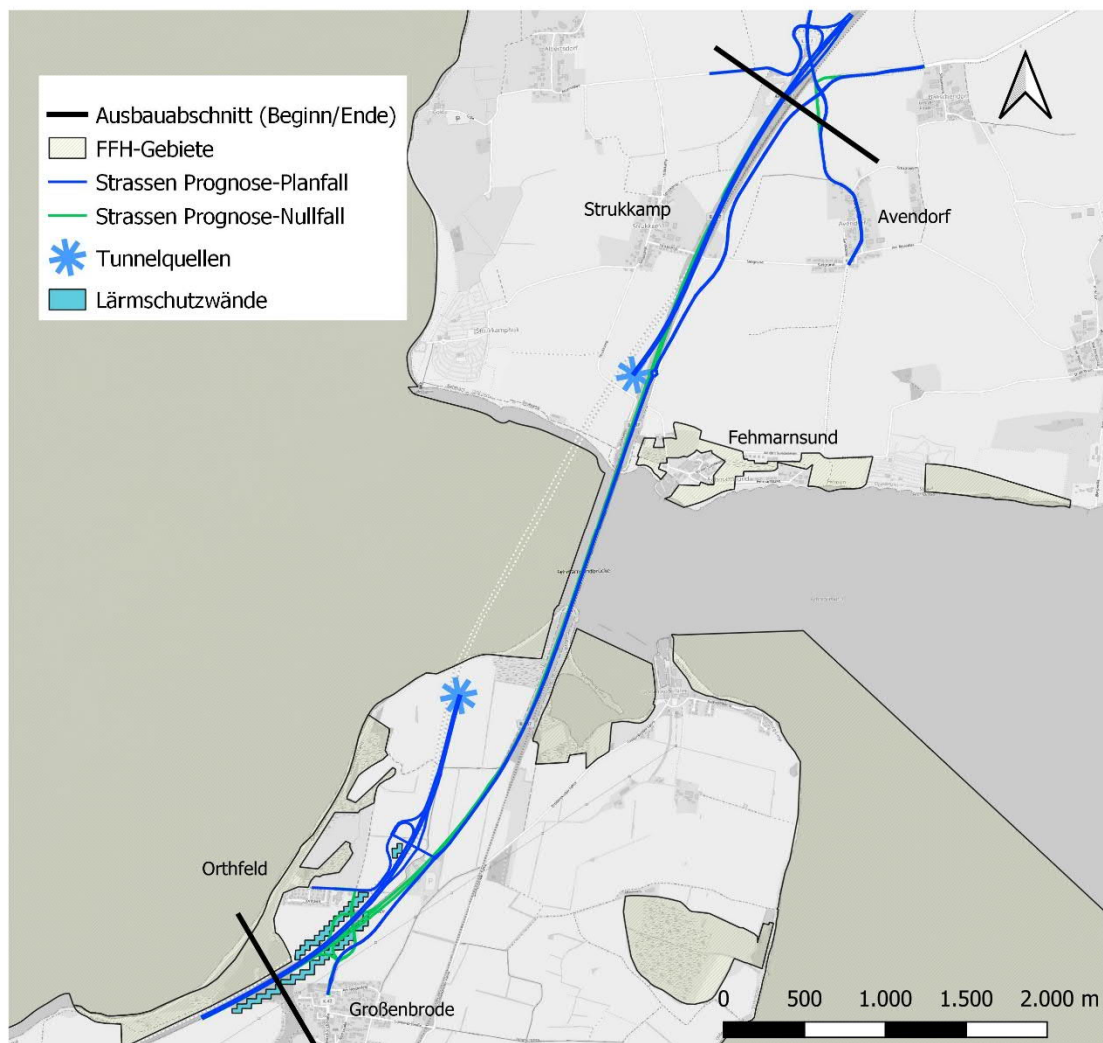 Ausbauabschnitt (Beginn/Ende)
FFH-Gebiete
Strassen Prognose-Planfall
Strassen Prognose-Nullfall
Tunnelquellen
Lärmschutzwände
Strukkamp
Avendorf
Fehmarnsund
Orthfeld
Großenbrode
0 500 1.000 1.500 2.000 m